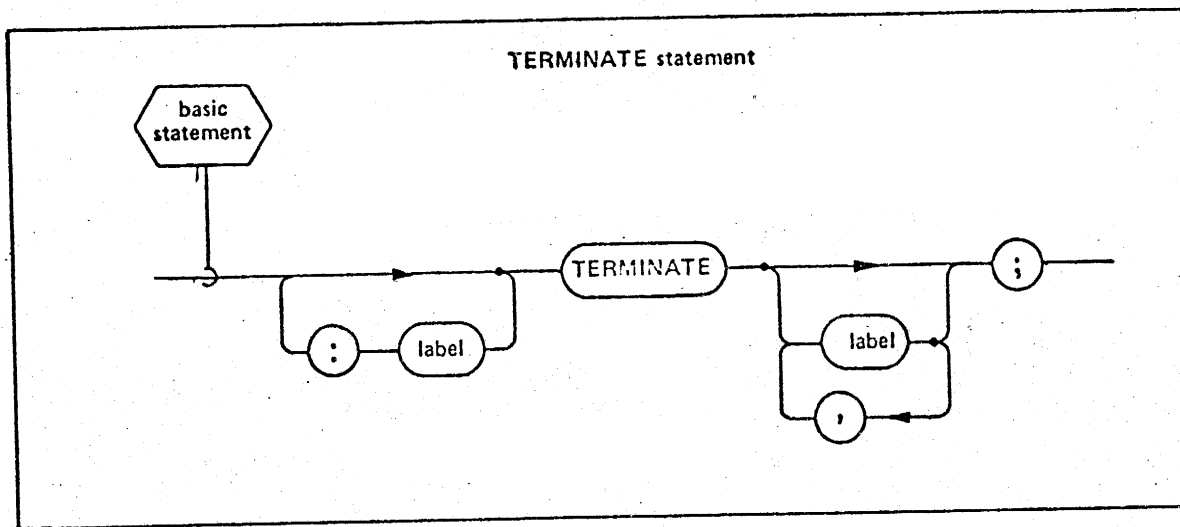 TERMINATE statement
basic
statement
TERMINATE
;
: label
label
,